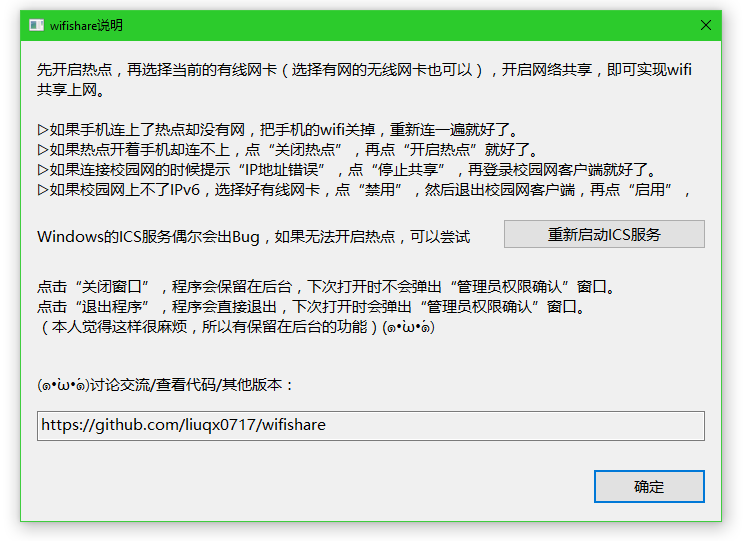 wifishare说明
先开启热点，再选择当前的有线网卡（选择有网的无线网卡也可以），开启网络共享，即可实现wifi
共享上网。
▷如果手机连上了热点却没有网，把手机的wifi关掉，重新连一遍就好了。
▷如果热点开着手机却连不上，点“关闭热点”，再点“开启热点”就好了。
▷如果连接校园网的时候提示“IP地址错误”，点“停止共享”，再登录校园网客户端就好了。
▷如果校园网上不了IPv6，选择好有线网卡，点“禁用”，然后退出校园网客户端，再点“启用”，
Windows的ICS服务偶尔会出Bug，如果无法开启热点，可以尝试
重新启动ICS服务
点击“关闭窗口”，程序会保留在后台，下次打开时不会弹出“管理员权限确认”窗口。
点击“退出程序”，程序会直接退出，下次打开时会弹出“管理员权限确认”窗口。
（本人觉得这样很麻烦，所以有保留在后台的功能）(๑•̀ω•́๑)
(๑•̀ω•́๑)讨论交流/查看代码/其他版本：
https://github.com/liuqx0717/wifishare
确定